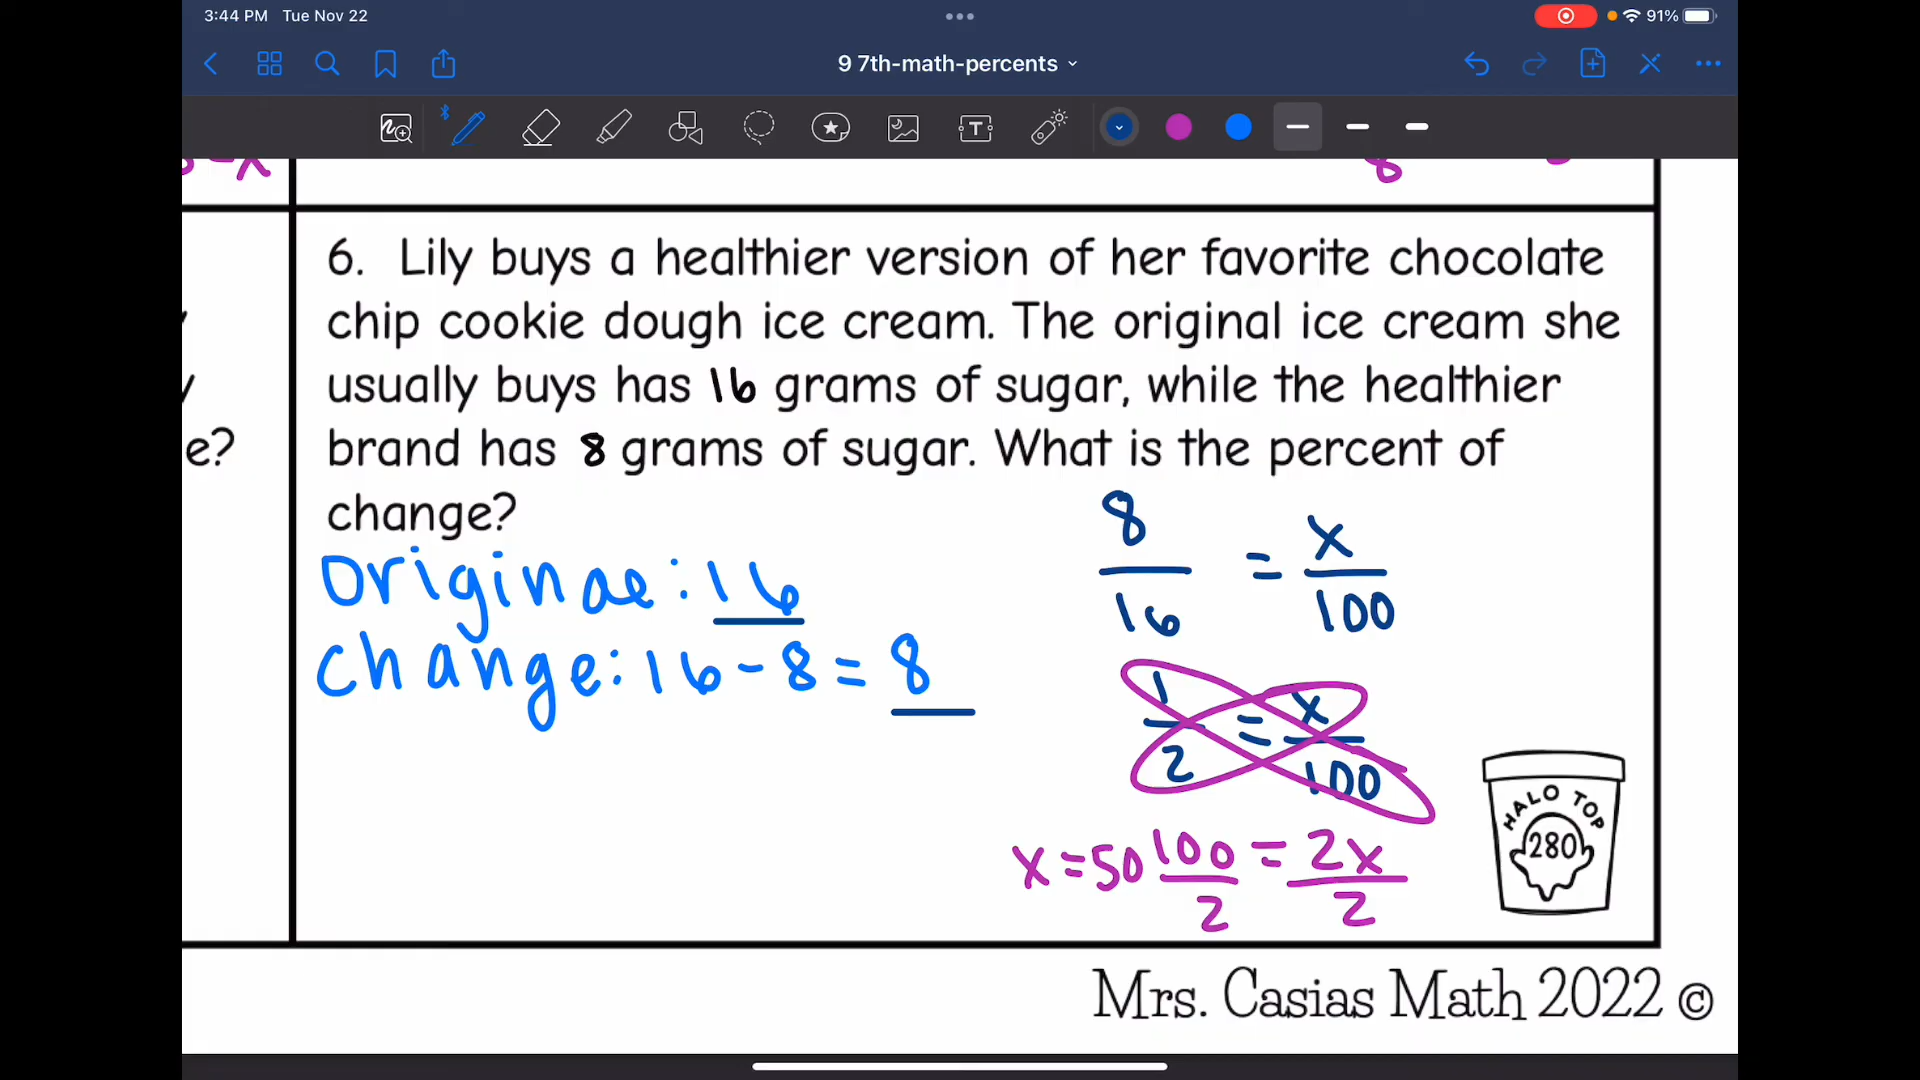 3:44 PM Tue Nov 22
91%
9 7th-math-percents
8
e?
6. Lily buys a healthier version of her favorite chocolate
chip cookie dough ice cream. The original ice cream she
usually buys has 16 grams of sugar, while the healthier
brand has 8 grams of sugar. What is the percent of
change?
Original: 16
Change: 16 - 8 = 8
8/16 = x/100
1/2 = x/100
x = 50 100/2 = 2x/2
HALO TOP
280
Mrs. Casias Math 2022 ©